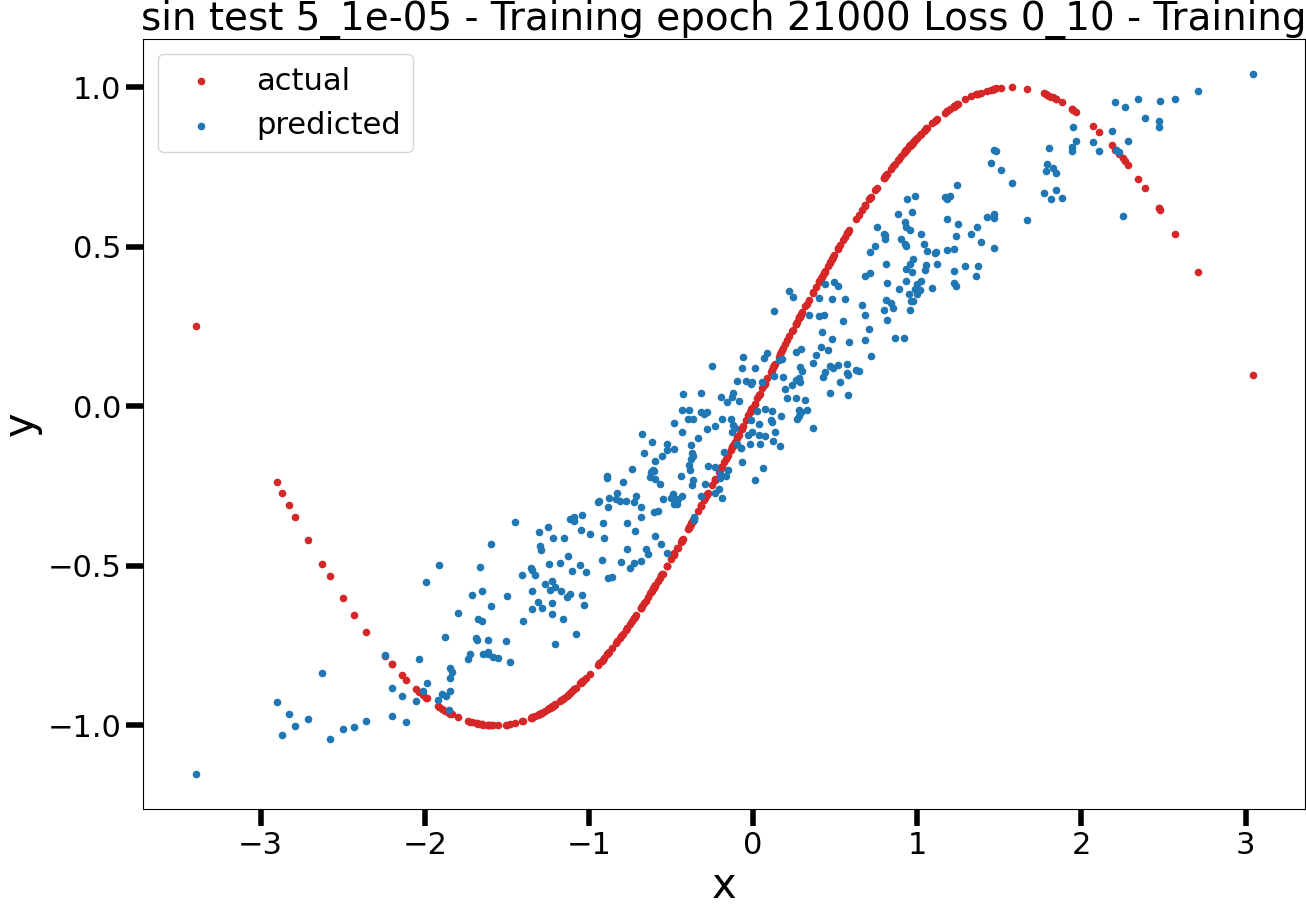 sin test 5_1e-05 - Training epoch 21000 Loss 0_10 - Training
actual
predicted
1.0
0.5
0.0
−0.5
−1.0
y
−3 −2 −1 0 1 2 3
x